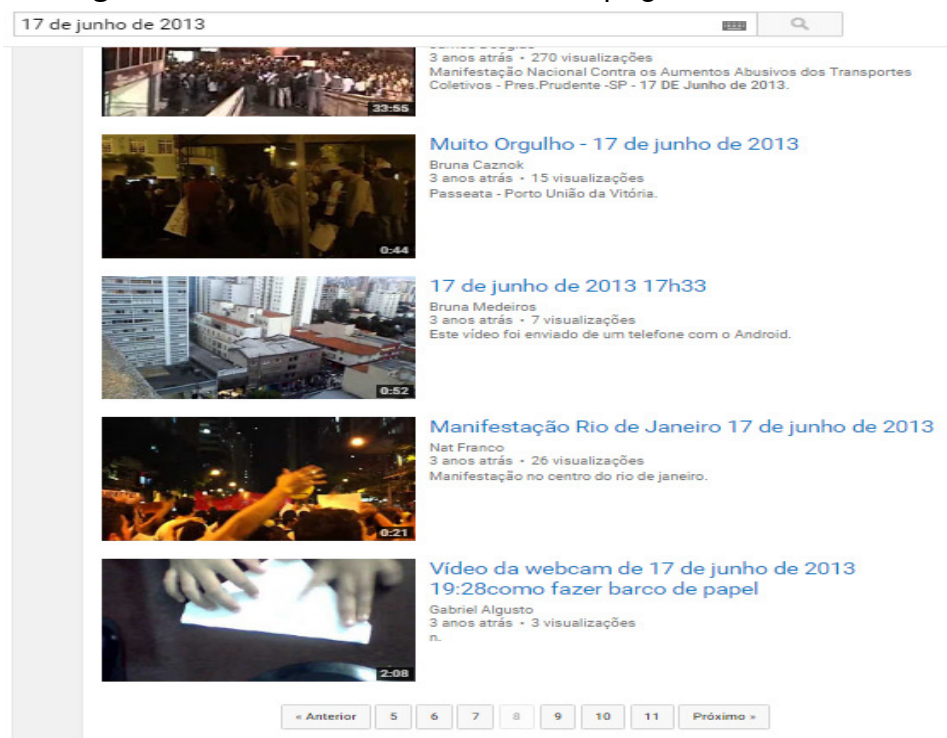 17 de junho de 2013
3 anos atrás • 270 visualizações
Manifestação Nacional Contra os Aumentos Abusivos dos Transportes
Coletivos - Pres.Prudente -SP - 17 DE Junho de 2013.
33:55
Muito Orgulho - 17 de junho de 2013
Bruna Caznok
3 anos atrás • 15 visualizações
Passeata - Porto União da Vitória.
0:44
17 de junho de 2013 17h33
Bruna Medeiros
3 anos atrás • 7 visualizações
Este vídeo foi enviado de um telefone com o Android.
0:52
Manifestação Rio de Janeiro 17 de junho de 2013
Nat Franco
3 anos atrás • 26 visualizações
Manifestação no centro do rio de janeiro.
0:21
Vídeo da webcam de 17 de junho de 2013
19:28como fazer barco de papel
Gabriel Algusto
3 anos atrás • 3 visualizações
n.
2:08
« Anterior 5 6 7 8 9 10 11 Próximo »